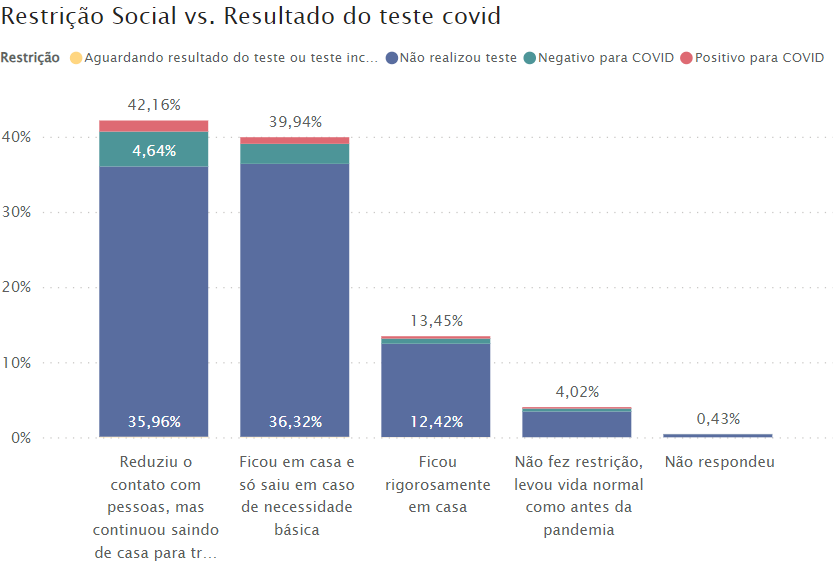 Restrição Social vs. Resultado do teste covid
Restrição Aguardando resultado do teste ou teste inc... Não realizou teste Negativo para COVID Positivo para COVID
42,16%
39,94%
40%
4,64%
30%
20%
13,45%
10%
4,02%
35,96%
36,32%
12,42%
0,43%
0%
Reduziu o
contato com
pessoas, mas
continuou saindo
de casa para tr...
Ficou em casa e
só saiu em caso
de necessidade
básica
Ficou
rigorosamente
em casa
Não fez restrição,
levou vida normal
como antes da
pandemia
Não respondeu